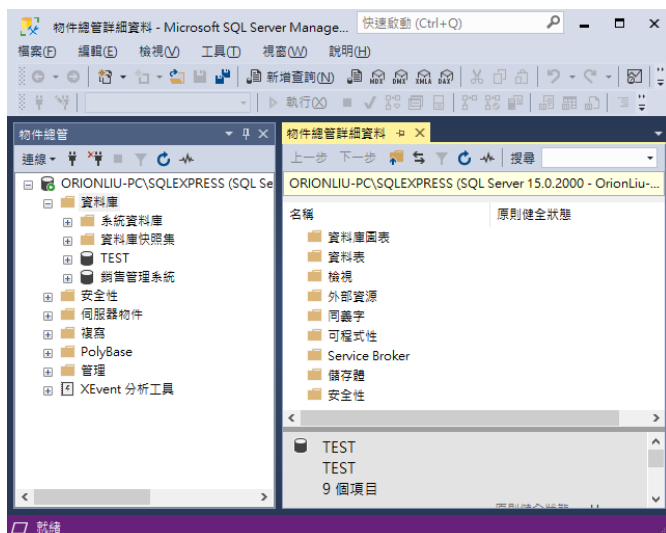 物件總管詳細資料 - Microsoft SQL Server Manage... 快速啟動 (Ctrl+Q)
檔案(F) 編輯(E) 檢視(V) 工具(T) 視窗(W) 說明(H)
新增查詢(N) MDX DMX XMLA DAX
執行(X)
物件總管
連線
ORIONLIU-PC\SQLEXPRESS (SQL Se
資料庫
系統資料庫
資料庫快照集
TEST
銷售管理系統
安全性
伺服器物件
複寫
PolyBase
管理
XEvent 分析工具
物件總管詳細資料
上一步 下一步 搜尋
ORIONLIU-PC\SQLEXPRESS (SQL Server 15.0.2000 - OrionLiu-...
名稱 原則健全狀態
資料庫圖表
資料表
檢視
外部資源
同義字
可程式性
Service Broker
儲存體
安全性
TEST
TEST
9 個項目
就緒